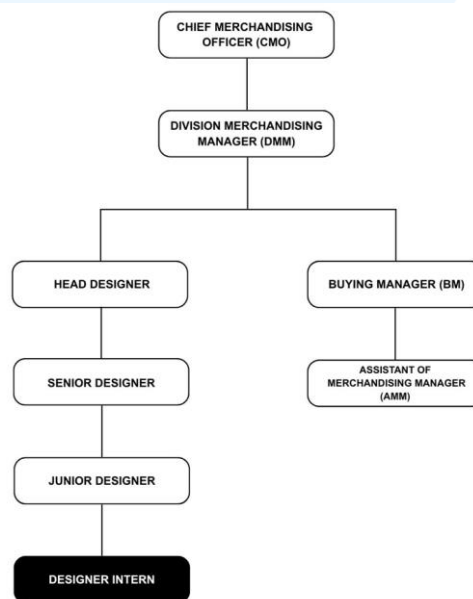 CHIEF MERCHANDISING
OFFICER (CMO)
DIVISION MERCHANDISING
MANAGER (DMM)
HEAD DESIGNER
BUYING MANAGER (BM)
SENIOR DESIGNER
ASSISTANT OF
MERCHANDISING MANAGER
(AMM)
JUNIOR DESIGNER
DESIGNER INTERN